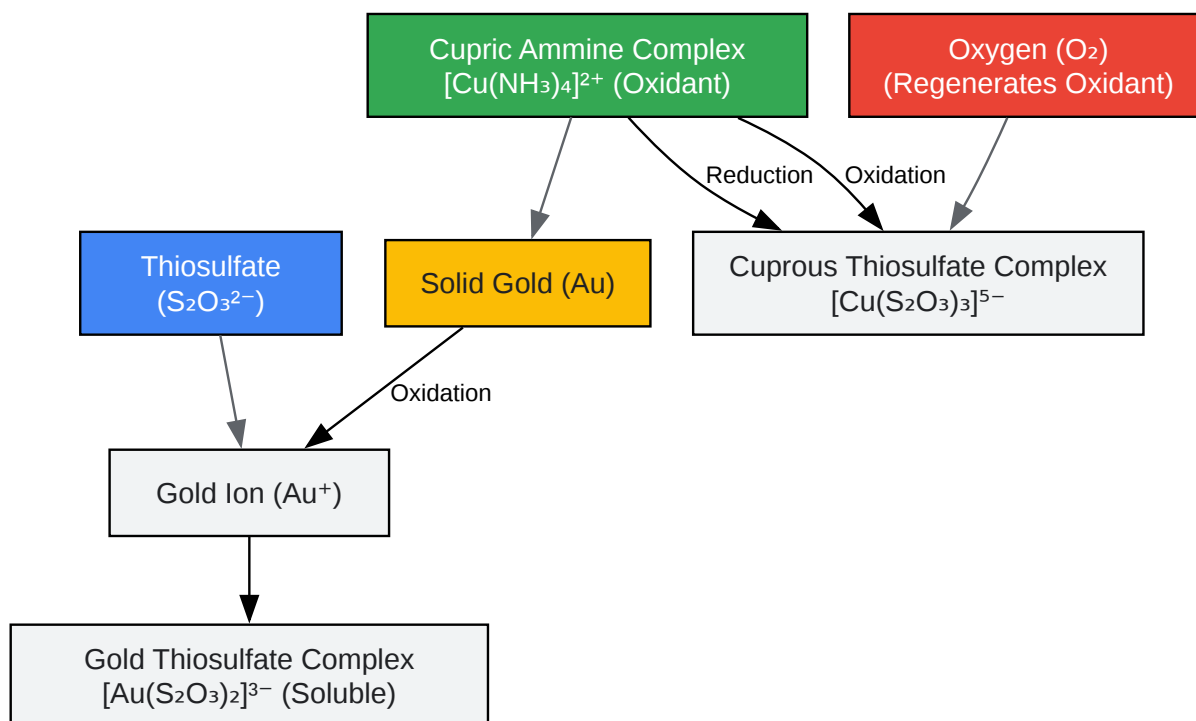 Cupric Ammine Complex
[Cu(NH₃)₄]²⁺ (Oxidant)
Oxygen (O₂)
(Regenerates Oxidant)
Reduction
Oxidation
Thiosulfate
(S₂O₃²⁻)
Solid Gold (Au)
Cuprous Thiosulfate Complex
[Cu(S₂O₃)₃]⁵⁻
Oxidation
Gold Ion (Au⁺)
Gold Thiosulfate Complex
[Au(S₂O₃)₂]³⁻ (Soluble)